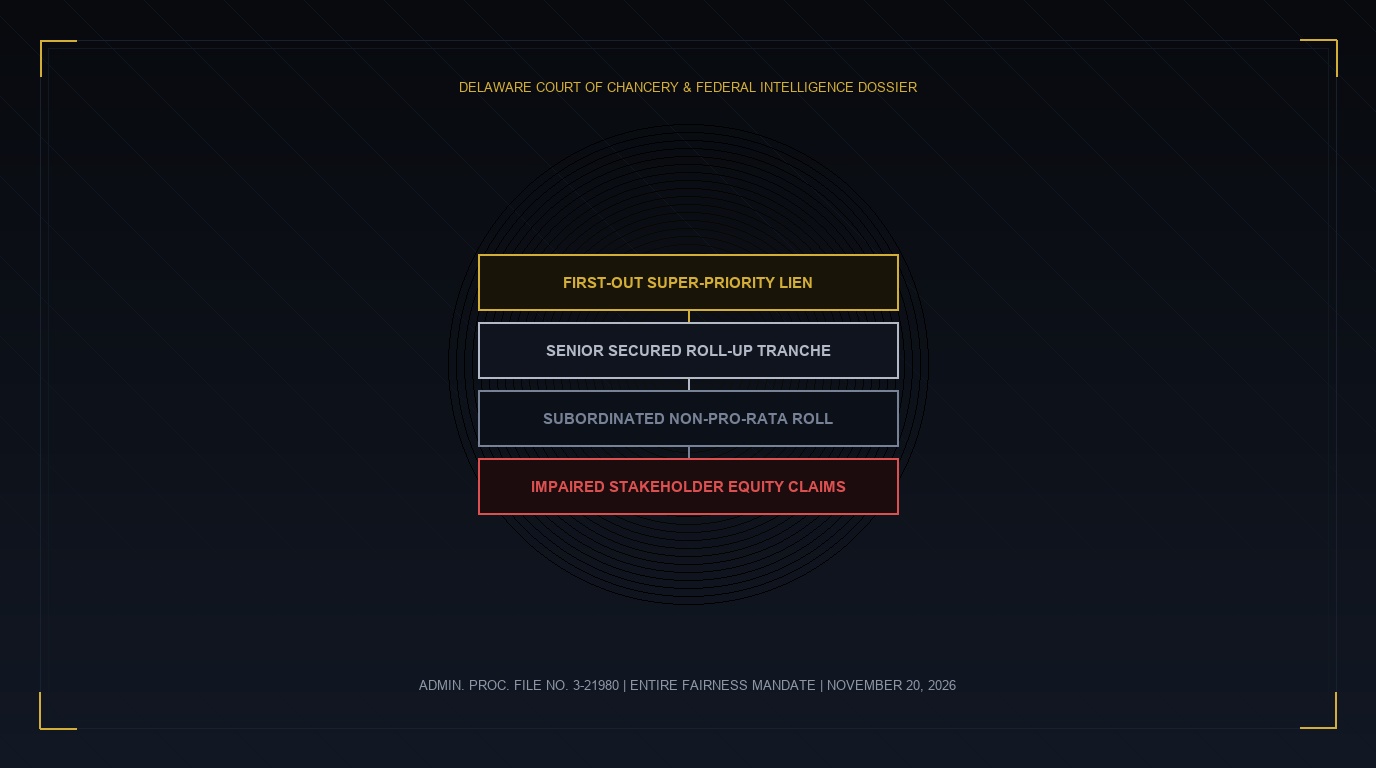 DELAWARE COURT OF CHANCERY & FEDERAL INTELLIGENCE DOSSIER
FIRST-OUT SUPER-PRIORITY LIEN
SENIOR SECURED ROLL-UP TRANCHE
SUBORDINATED NON-PRO-RATA ROLL
IMPAIRED STAKEHOLDER EQUITY CLAIMS
ADMIN. PROC. FILE NO. 3-21980 | ENTIRE FAIRNESS MANDATE | NOVEMBER 20, 2026